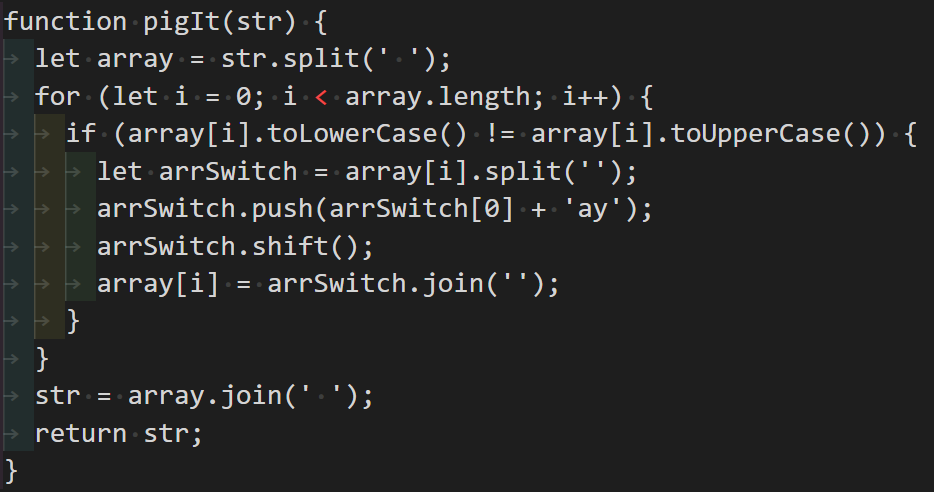 function pigIt(str) {
let array = str.split(' ');
for (let i = 0; i < array.length; i++) {
if (array[i].toLowerCase() != array[i].toUpperCase()) {
let arrSwitch = array[i].split('');
arrSwitch.push(arrSwitch[0] + 'ay');
arrSwitch.shift();
array[i] = arrSwitch.join('');
}
}
str = array.join(' ');
return str;
}